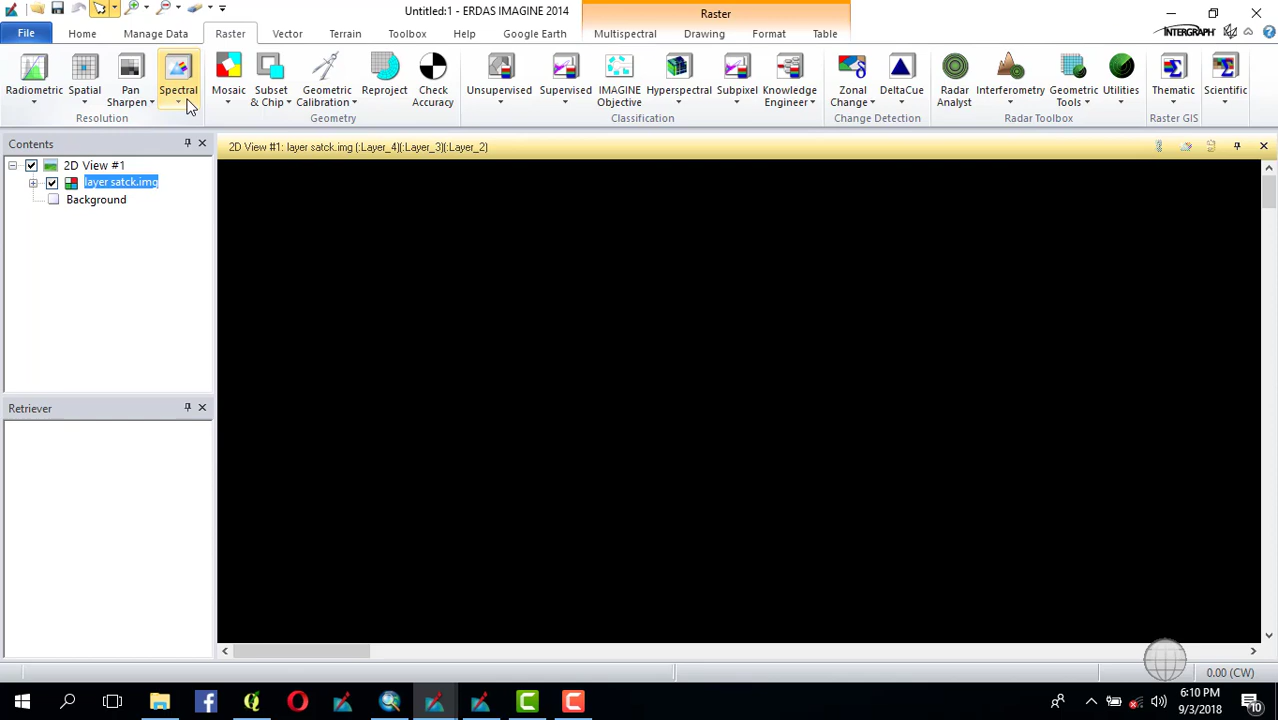 Untitled:1 - ERDAS IMAGINE 2014
Raster
File
Home
Manage Data
Raster
Vector
Terrain
Toolbox
Help
Google Earth
Multispectral
Drawing
Format
Table
INTERGRAPH
Radiometric
Spatial
Pan
Sharpen
Spectral
Resolution
Mosaic
Subset
& Chip
Geometric
Calibration
Reproject
Check
Accuracy
Geometry
Unsupervised
Supervised
IMAGINE
Objective
Hyperspectral
Subpixel
Knowledge
Engineer
Classification
Zonal
Change
DeltaCue
Change Detection
Radar
Analyst
Interferometry
Geometric
Tools
Utilities
Radar Toolbox
Thematic
Scientific
Raster GIS
Contents
2D View #1
layer satck.img
Background
Retriever
2D View #1: layer satck.img (:Layer_4)(:Layer_3)(:Layer_2)
0.00 (CW)
6:10 PM
9/3/2018
10